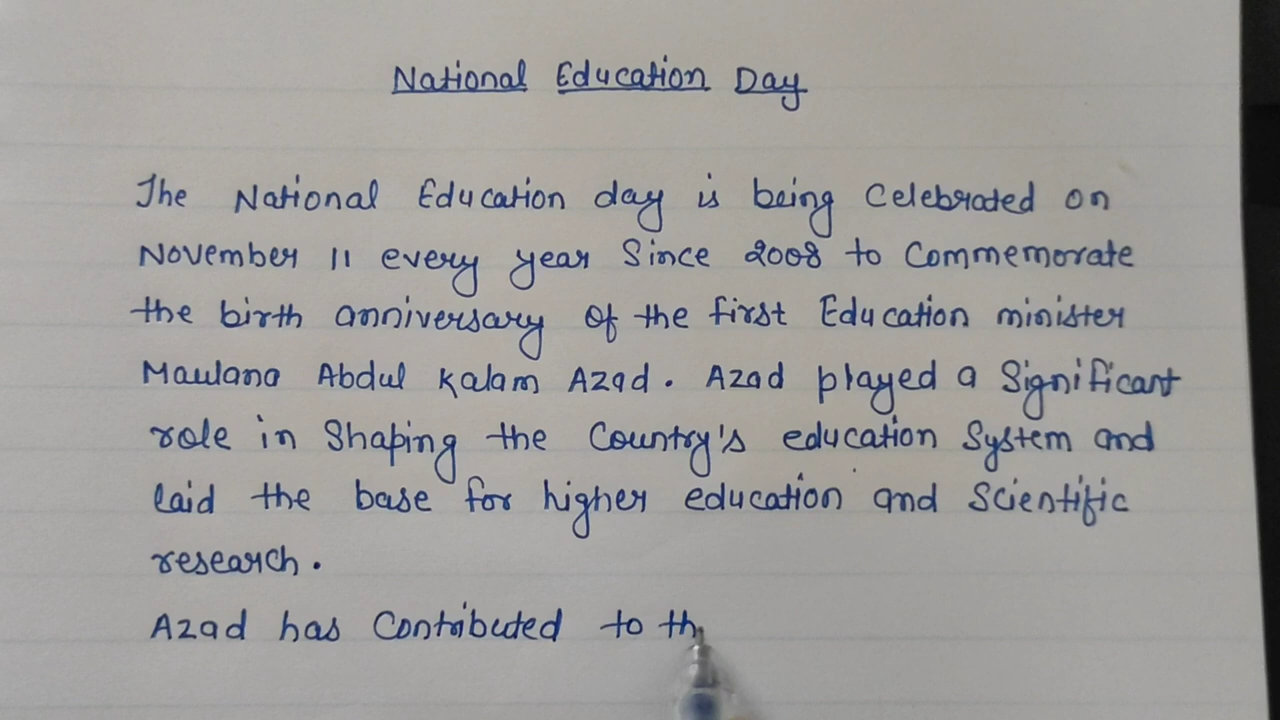 National Education Day
The National Education day is being Celebrated on
November 11 every year Since 2008 to Commemorate
the birth anniversary of the first Education minister
Maulana Abdul Kalam Azad. Azad played a Significant
role in Shaping the Country's education System and
laid the base for higher education and Scientific
research.
Azad has Contributed to th